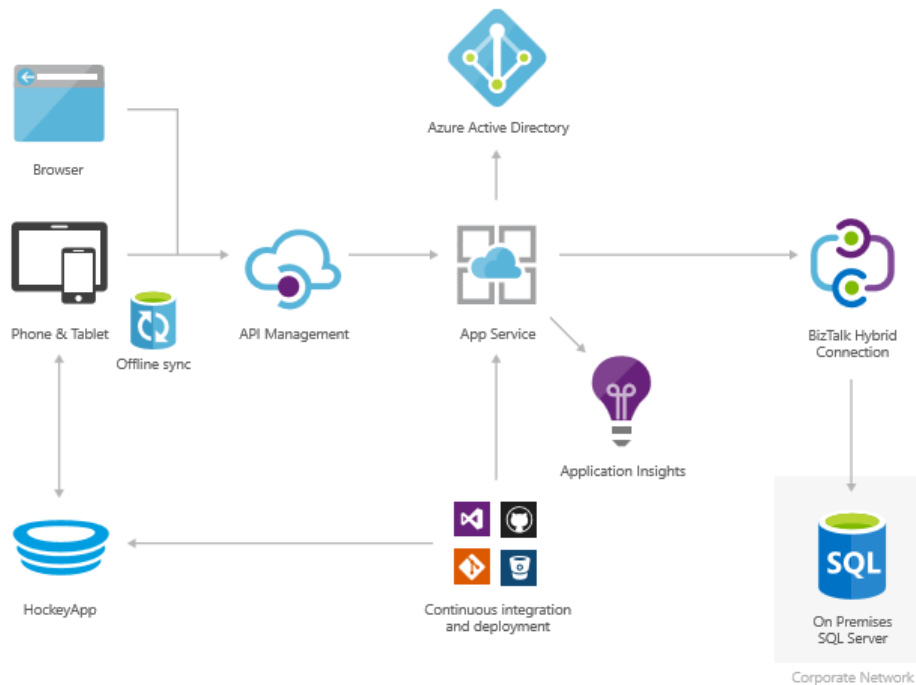 Azure Active Directory
Browser
Phone & Tablet
Offline sync
API Management
App Service
BizTalk Hybrid
Connection
Application Insights
HockeyApp
Continuous integration
and deployment
SQL
On Premises
SQL Server
Corporate Network